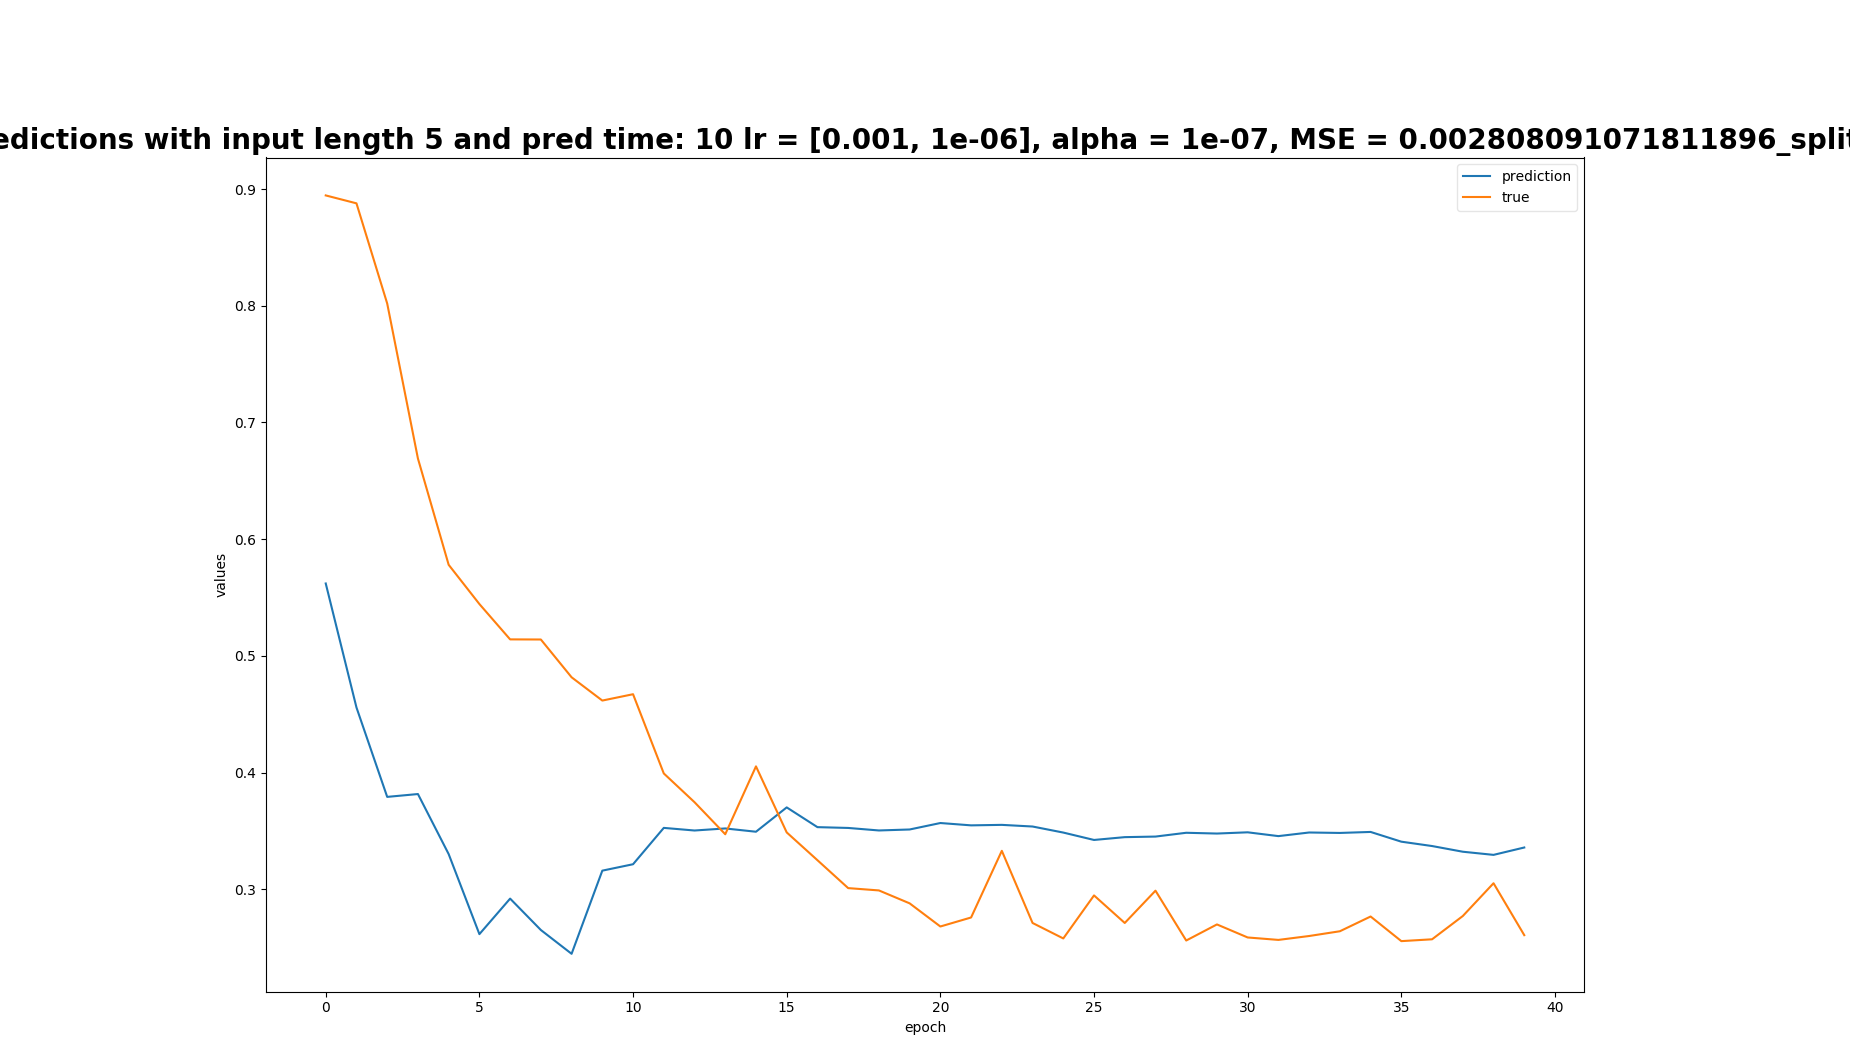 edictions with input length 5 and pred time: 10 lr = [0.001, 1e-06], alpha = 1e-07, MSE = 0.002808091071811896_split
prediction
true
0.9
0.8
0.7
0.6
0.5
0.4
0.3
values
0 5 10 15 20 25 30 35 40
epoch